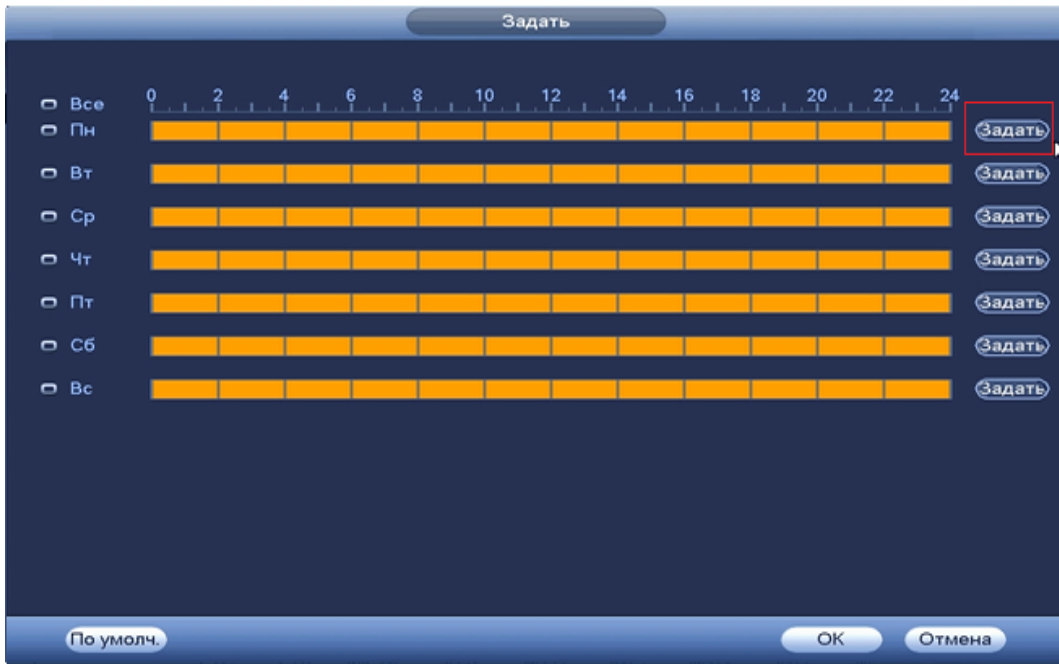 Задать
Все 0 2 4 6 8 10 12 14 16 18 20 22 24
Пн Задать
Вт Задать
Ср Задать
Чт Задать
Пт Задать
Сб Задать
Вс Задать
По умолч. OK Отмена